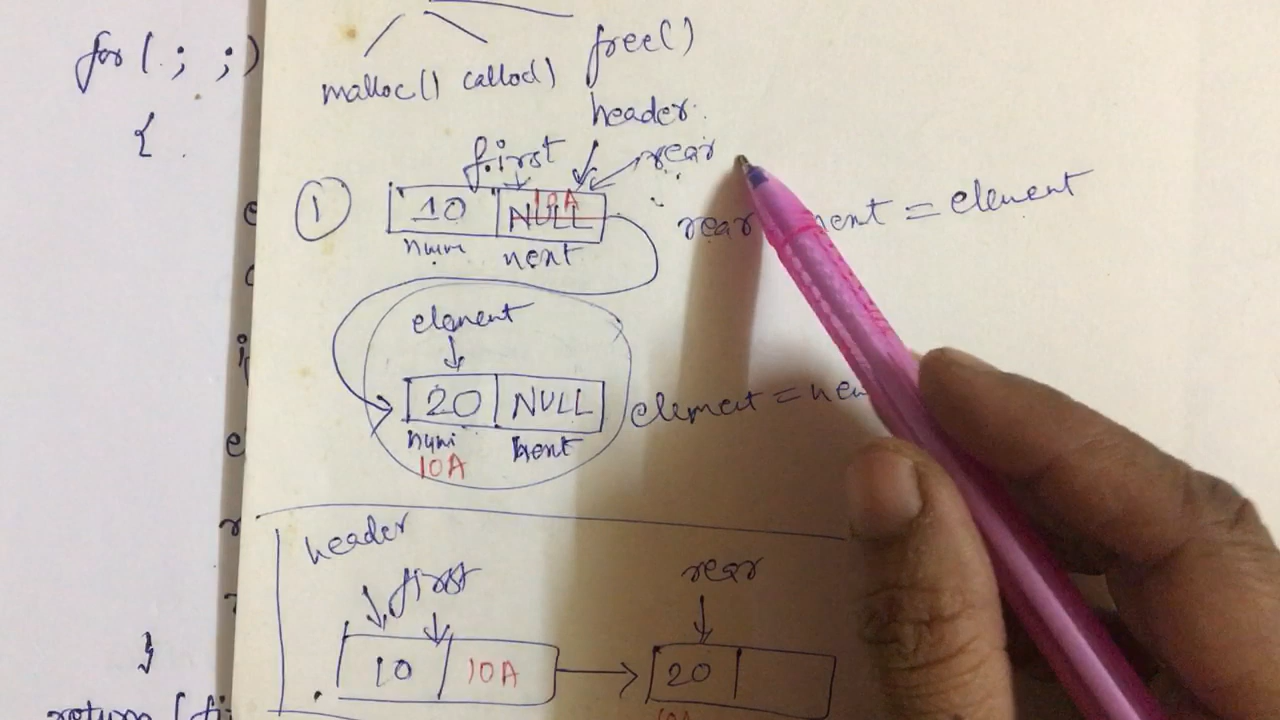 for ( ; ; )
{
}
malloc() calloc() free()
header
first rear
1 10 NULL 10A
num next
rear = element
element
20 NULL element =
num next
10A
header
first rear
10 10A 20